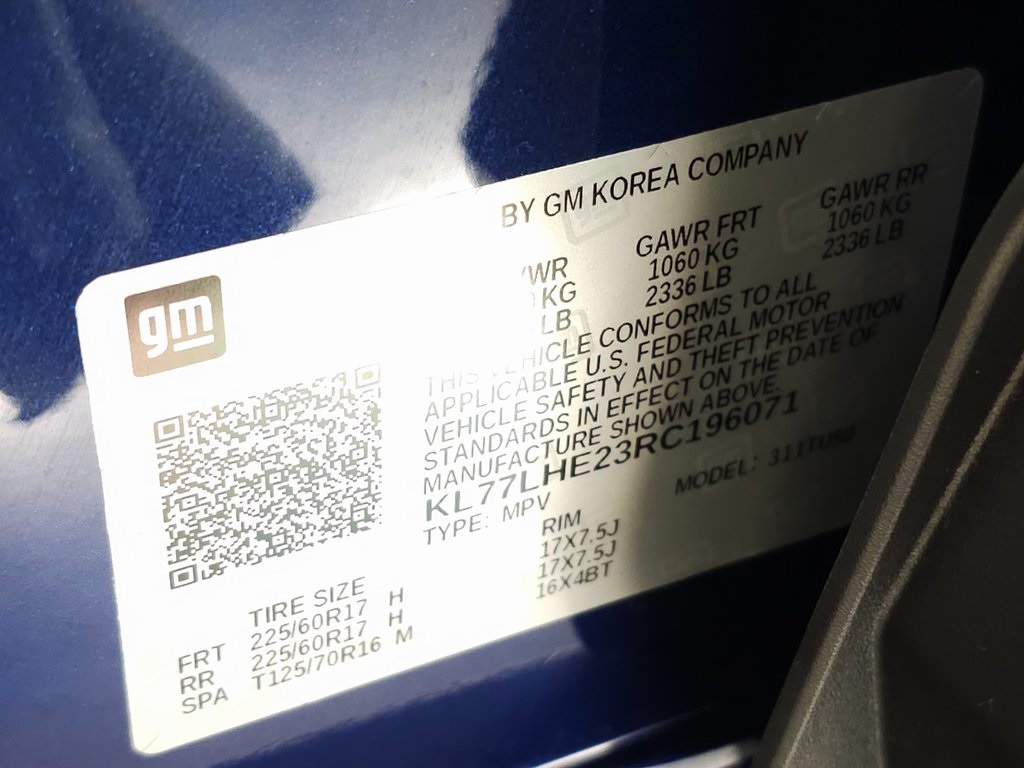 gm
BY GM KOREA COMPANY
WR GAWR FRT GAWR RR
KG 1060 KG 1060 KG
LB 2336 LB 2336 LB
THIS VEHICLE CONFORMS TO ALL
APPLICABLE U.S. FEDERAL MOTOR
VEHICLE SAFETY AND THEFT PREVENTION
STANDARDS IN EFFECT ON THE DATE OF
MANUFACTURE SHOWN ABOVE.
KL77LHE23RC196071
TYPE: MPV MODEL:
TIRE SIZE RIM
FRT 225/60R17 H 17X7.5J
RR 225/60R17 H 17X7.5J
SPA T125/70R16 M 16X4BT